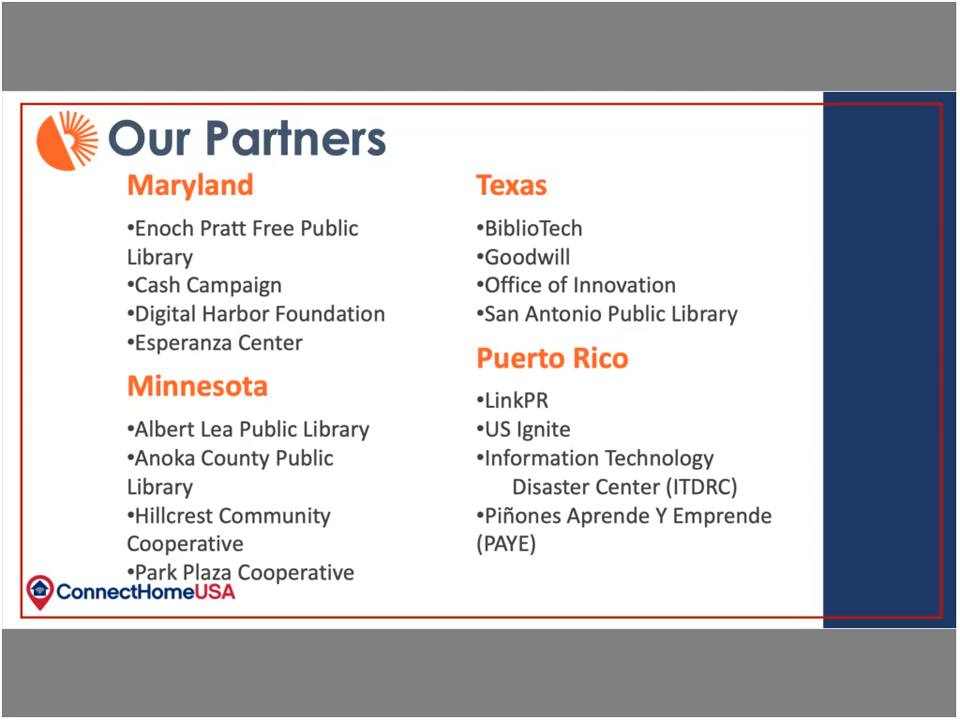 Our Partners
Maryland
•Enoch Pratt Free Public
Library
•Cash Campaign
•Digital Harbor Foundation
•Esperanza Center
Minnesota
•Albert Lea Public Library
•Anoka County Public
Library
•Hillcrest Community
Cooperative
•Park Plaza Cooperative
Texas
•BiblioTech
•Goodwill
•Office of Innovation
•San Antonio Public Library
Puerto Rico
•LinkPR
•US Ignite
•Information Technology
Disaster Center (ITDRC)
•Piñones Aprende Y Emprende
(PAYE)
ConnectHomeUSA